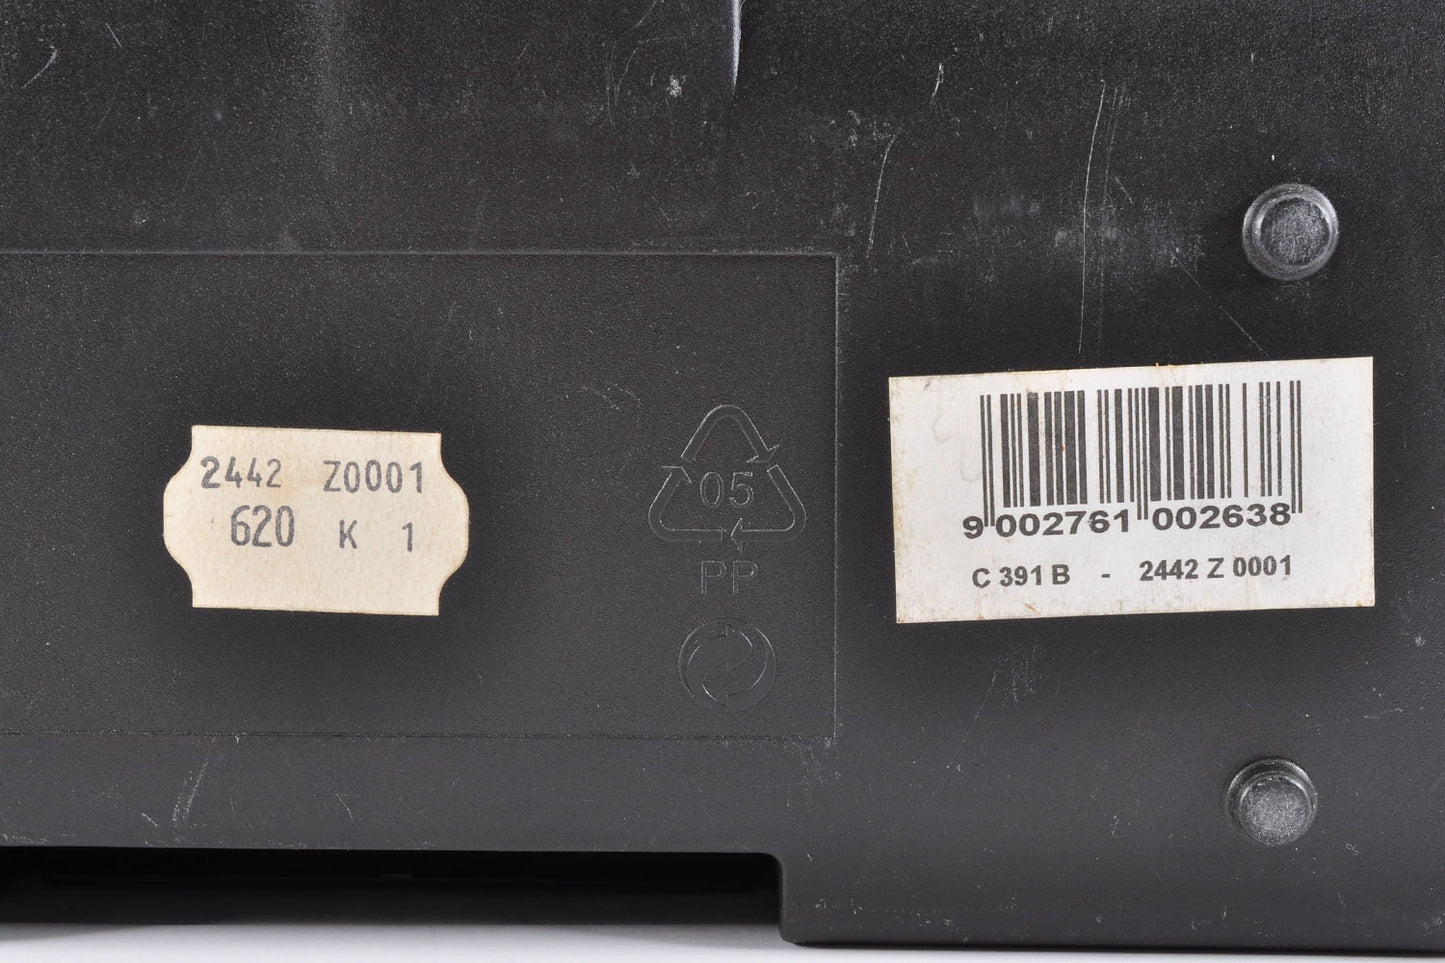 2442 Z0001
620 K 1
05
PP
9 002761 002638
C 391 B - 2442 Z 0001